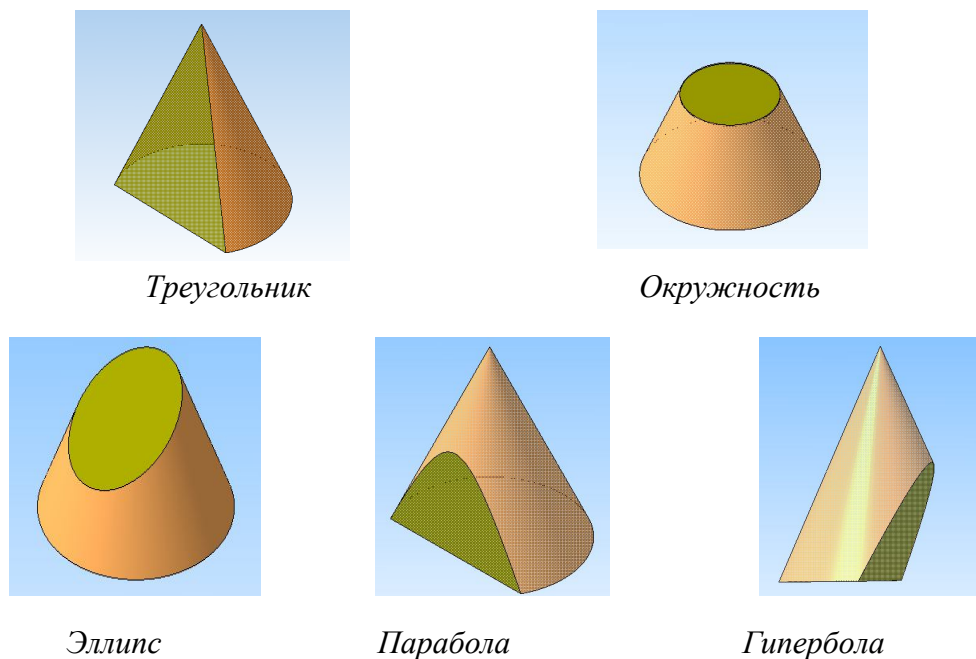 Треугольник
Окружность
Эллипс
Парабола
Гипербола